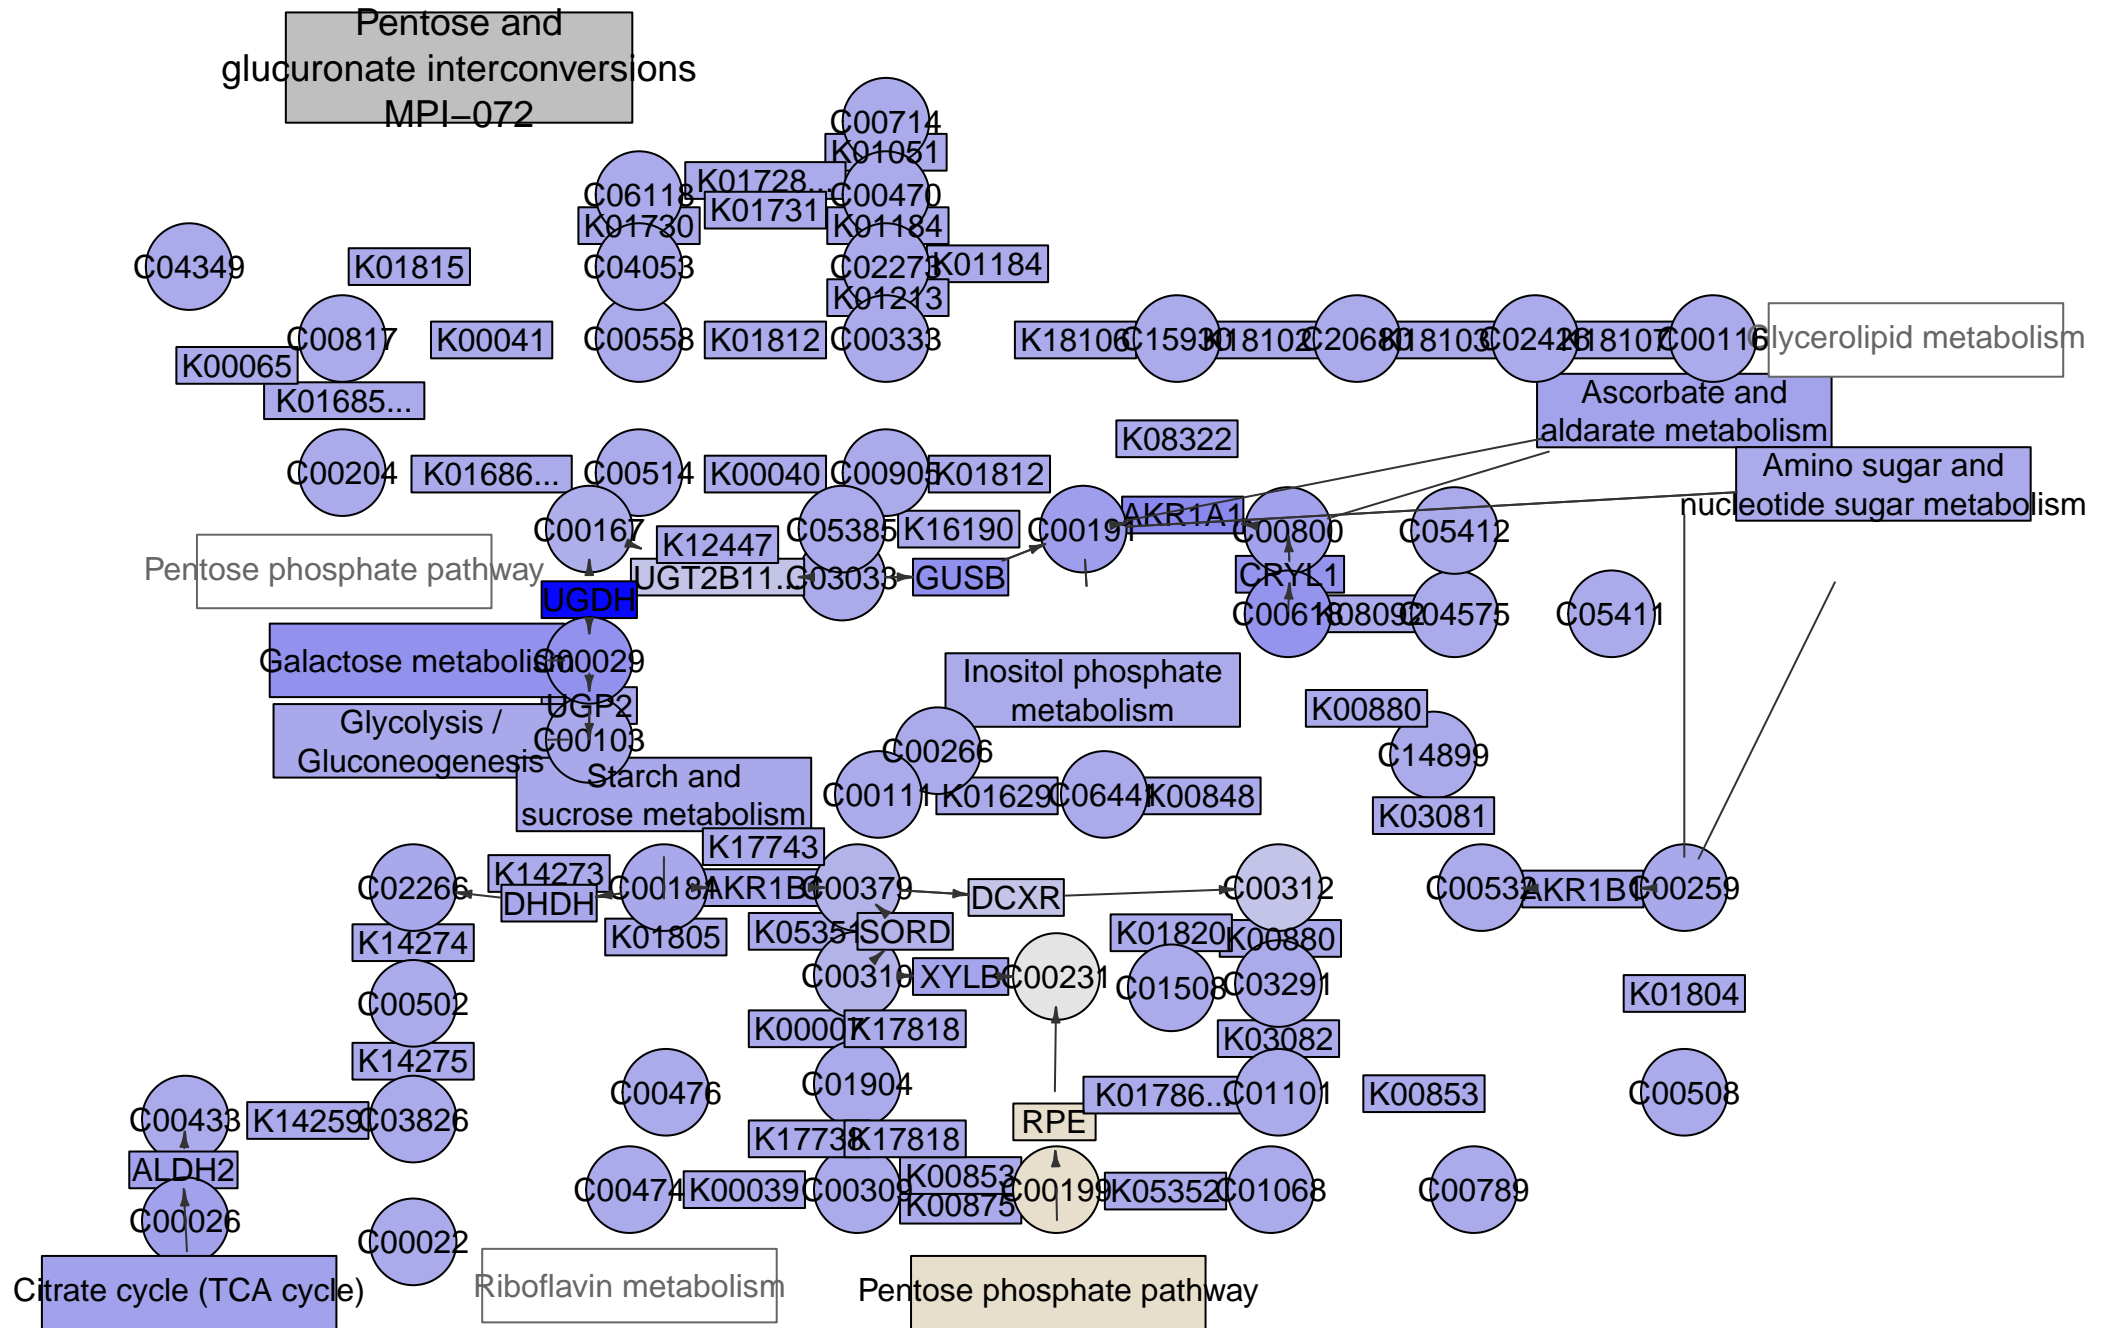 Pentose and
glucuronate interconversions
MPI−072
C00714
K01051
C06118
K01728...
C00470
K01731
K01730
K01184
C04349
K01815
C04053
C02273
K01184
K01213
C00817
K00041
C00558
K01812
C00333
K18106
C15930
K18102
C20680
K18103
C02426
K18107
C00116
Glycerolipid metabolism
K00065
K01685...
Ascorbate and
aldarate metabolism
K08322
C00204
K01686...
C00514
K00040
C00905
K01812
Amino sugar and
nucleotide sugar metabolism
C00167
K12447
C05385
K16190
C00191
AKR1A1
C00800
C05412
Pentose phosphate pathway
UGT2B11...
C03033
GUSB
CRYL1
UGDH
C00618
K08092
C04575
C05411
Galactose metabolism
C00029
Inositol phosphate
metabolism
UGP2
K00880
Glycolysis /
Gluconeogenesis
C00103
C00266
C14899
Starch and
sucrose metabolism
C00111
K01629
C06441
K00848
K03081
K17743
C02266
K14273
DHDH
C00181
AKR1B
C00379
DCXR
C00312
C00532
AKR1B1
C00259
K14274
K01805
K05351
SORD
K01820
K00880
C00502
C00310
XYLB
C00231
C01508
C03291
K01804
K00007
K17818
K03082
K14275
C00476
C01904
K01786...
C01101
K00853
C00508
C00433
K14259
C03826
RPE
K17738
K17818
ALDH2
C00474
K00039
C00309
K00853
K00875
C00199
K05352
C01068
C00789
C00026
C00022
Citrate cycle (TCA cycle)
Riboflavin metabolism
Pentose phosphate pathway